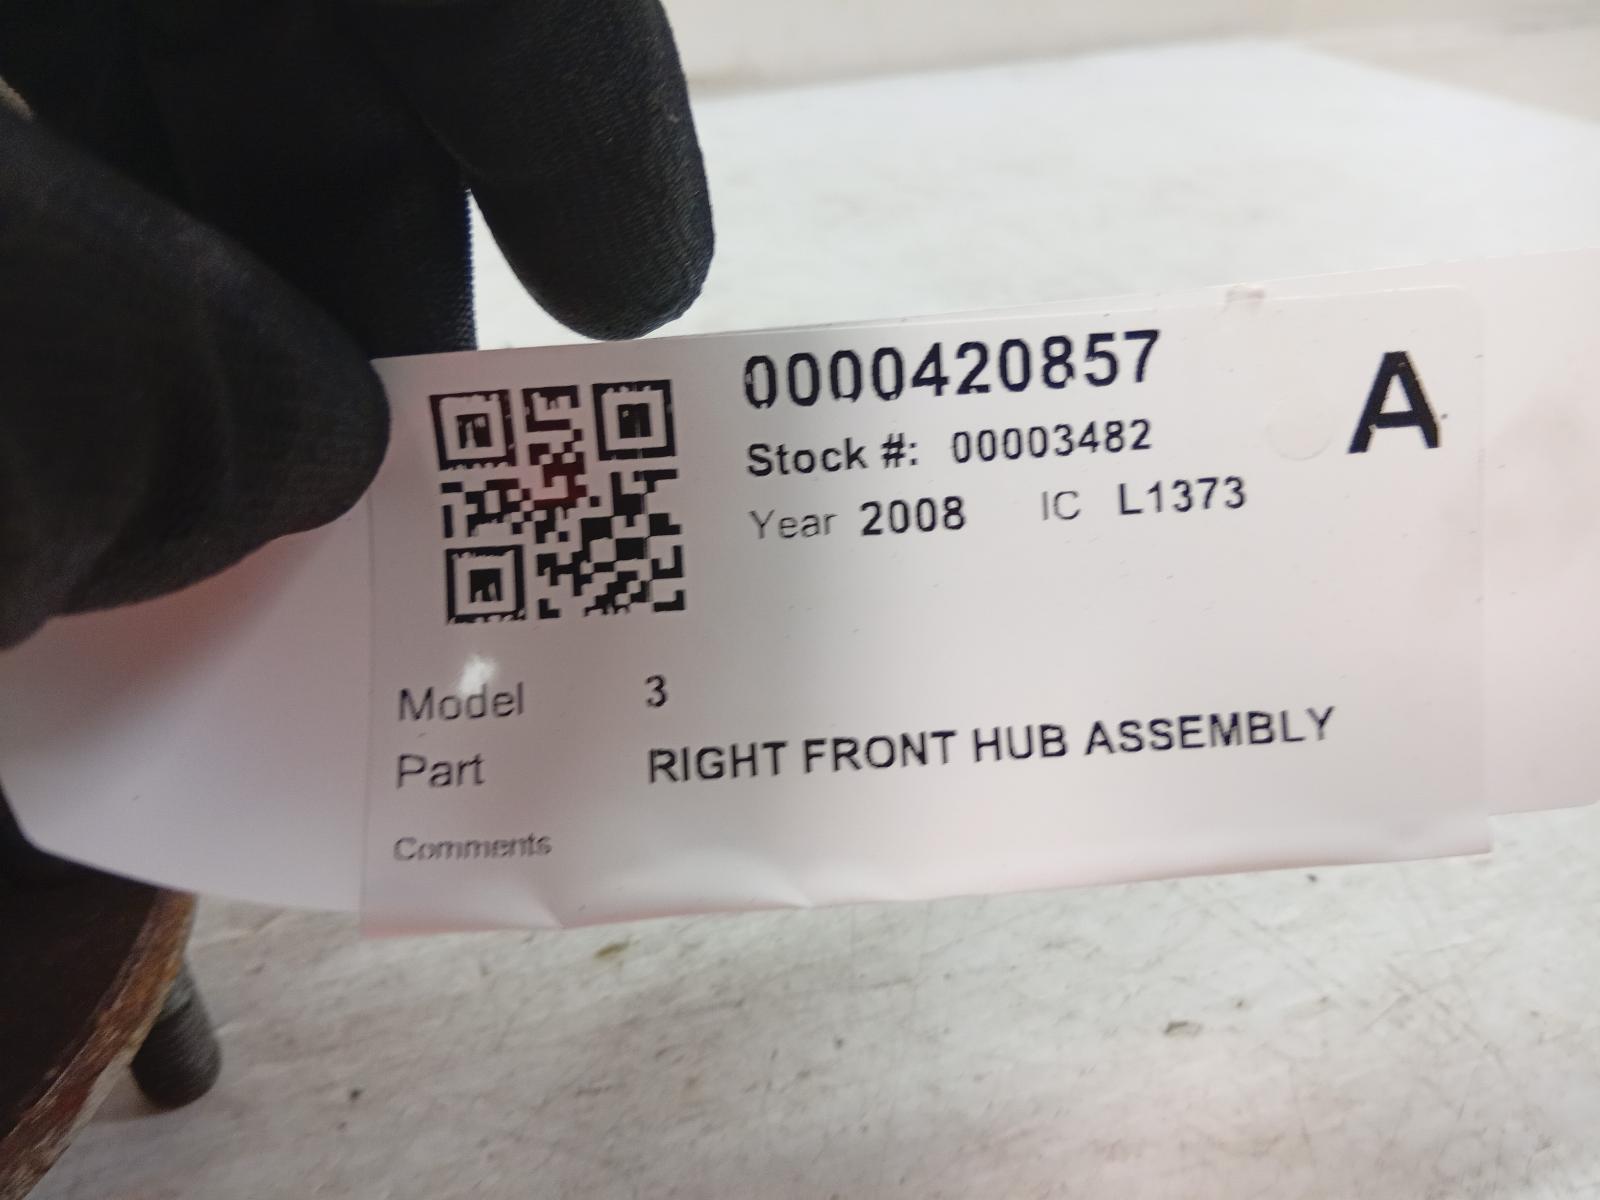 0000420857
A
Stock #: 00003482
Year 2008 IC L1373
Model 3
Part RIGHT FRONT HUB ASSEMBLY
Comments